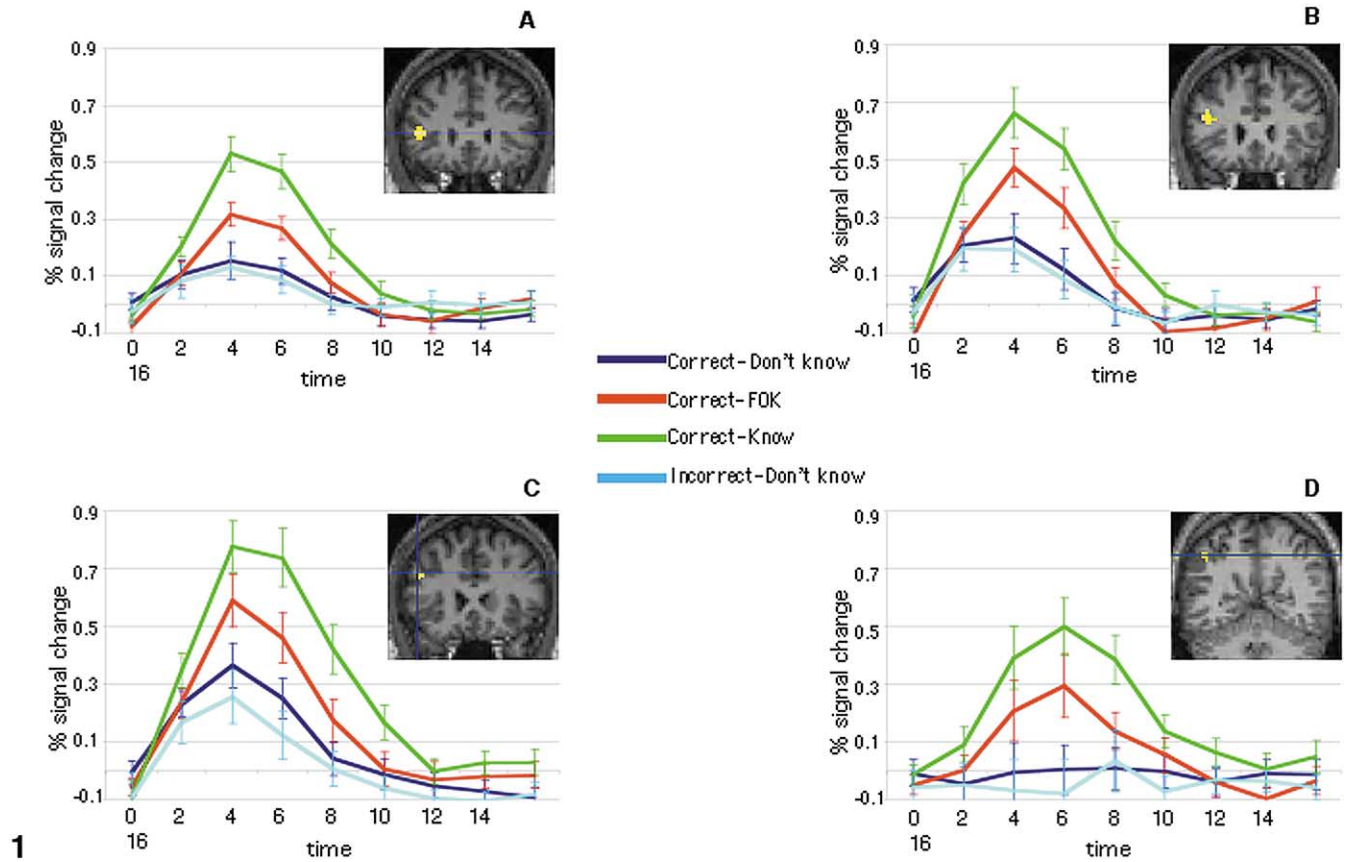 A
0.9
0.7
0.5
0.3
0.1
-0.1
% signal change
0 2 4 6 8 10 12 14
16
time
B
0.9
0.7
0.5
0.3
0.1
-0.1
% signal change
0 2 4 6 8 10 12 14
16
time
Correct-Don't know
Correct-FOK
Correct-Know
Incorrect-Don't know
C
0.9
0.7
0.5
0.3
0.1
-0.1
% signal change
0 2 4 6 8 10 12 14
16
time
D
0.9
0.7
0.5
0.3
0.1
-0.1
% signal change
0 2 4 6 8 10 12 14
16
time
1